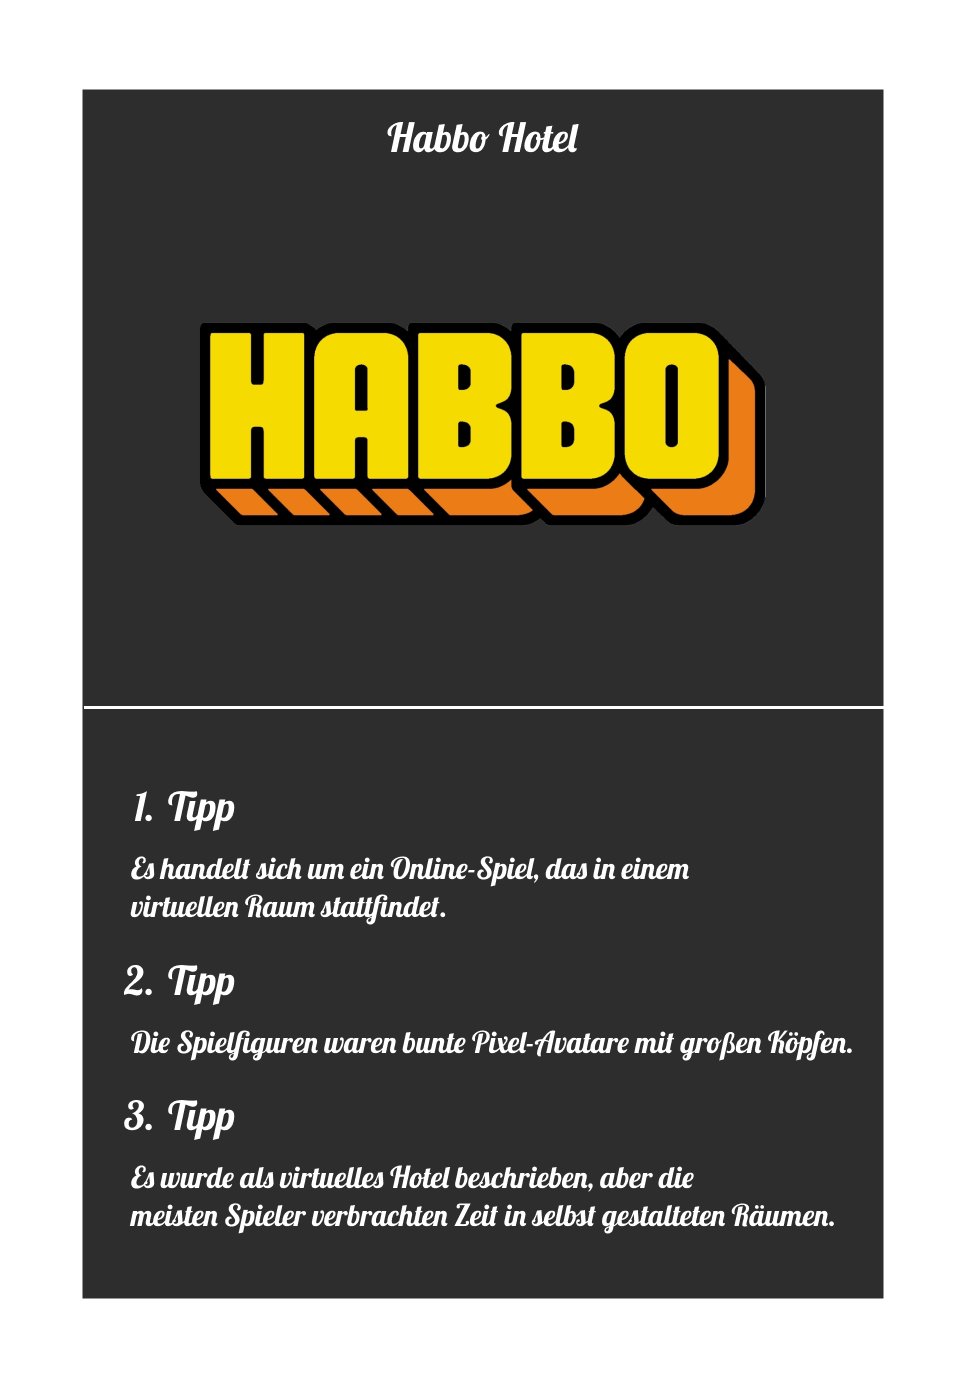 Habbo Hotel
HABBO
1. Tipp
Es handelt sich um ein Online-Spiel, das in einem
virtuellen Raum stattfindet.
2. Tipp
Die Spielfiguren waren bunte Pixel-Avatare mit großen Köpfen.
3. Tipp
Es wurde als virtuelles Hotel beschrieben, aber die
meisten Spieler verbrachten Zeit in selbst gestalteten Räumen.